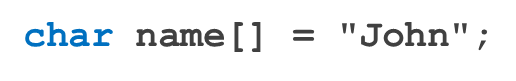 char name[] = "John";